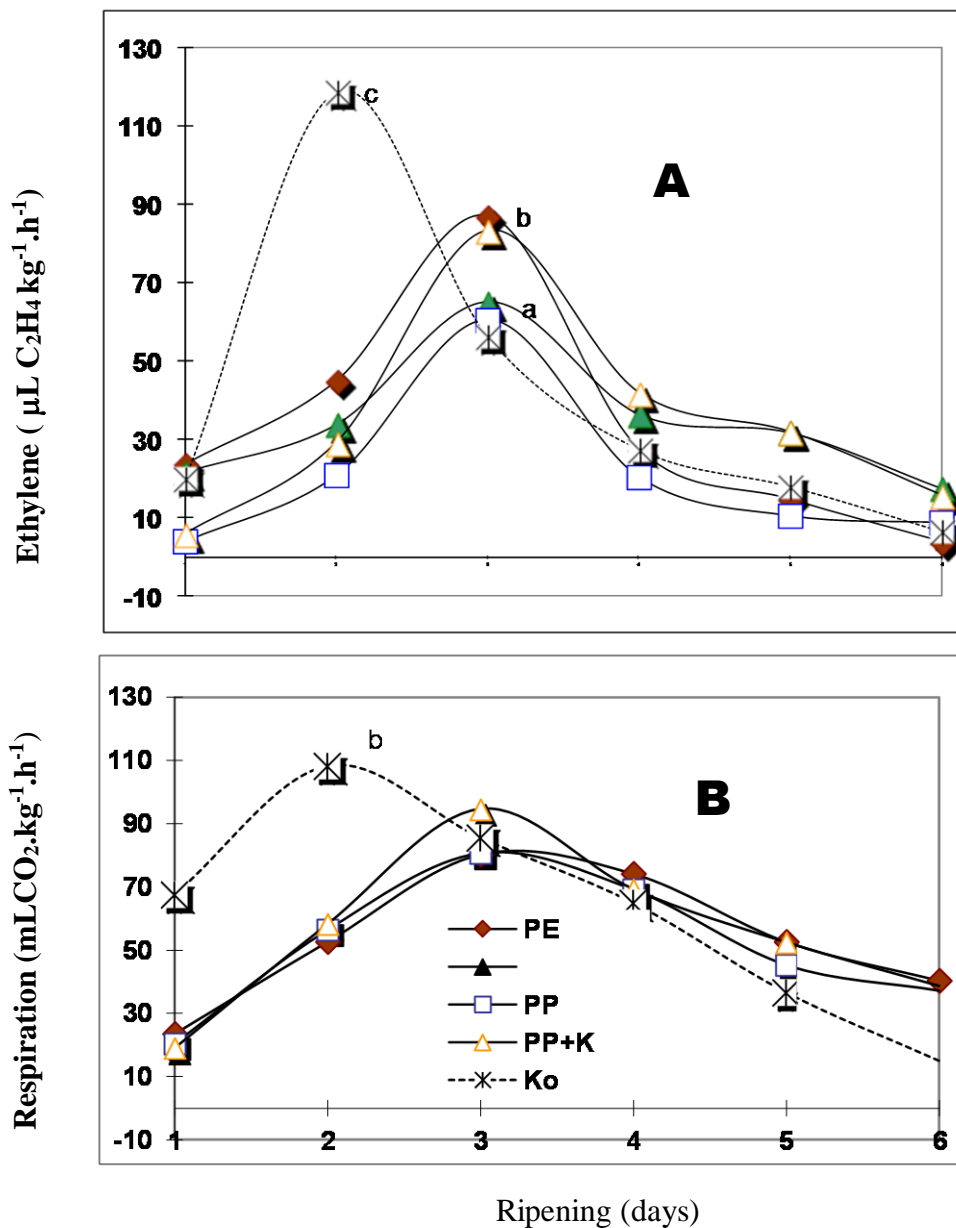 130
110
90
70
50
30
10
-10
Ethylene ( µL C₂H₄ kg⁻¹.h⁻¹)
c
b
a
A
130
110
90
70
50
30
10
-10
Respiration (mLCO₂.kg⁻¹.h⁻¹)
b
B
PE
PP
PP+K
Ko
1 2 3 4 5 6
Ripening (days)